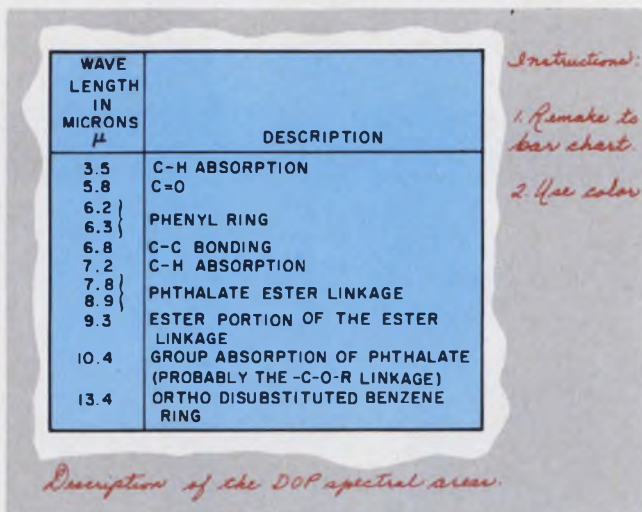 WAVE
LENGTH
IN
MICRONS
μ
DESCRIPTION
3.5 C-H ABSORPTION
5.8 C=O
6.2
6.3 } PHENYL RING
6.8 C-C BONDING
7.2 C-H ABSORPTION
7.8
8.9 } PHTHALATE ESTER LINKAGE
9.3 ESTER PORTION OF THE ESTER
LINKAGE
10.4 GROUP ABSORPTION OF PHTHALATE
(PROBABLY THE -C-O-R LINKAGE)
13.4 ORTHO DISUBSTITUTED BENZENE
RING
Instructions:
1. Remake to
bar chart.
2. Use color
Description of the DOP spectral areas.